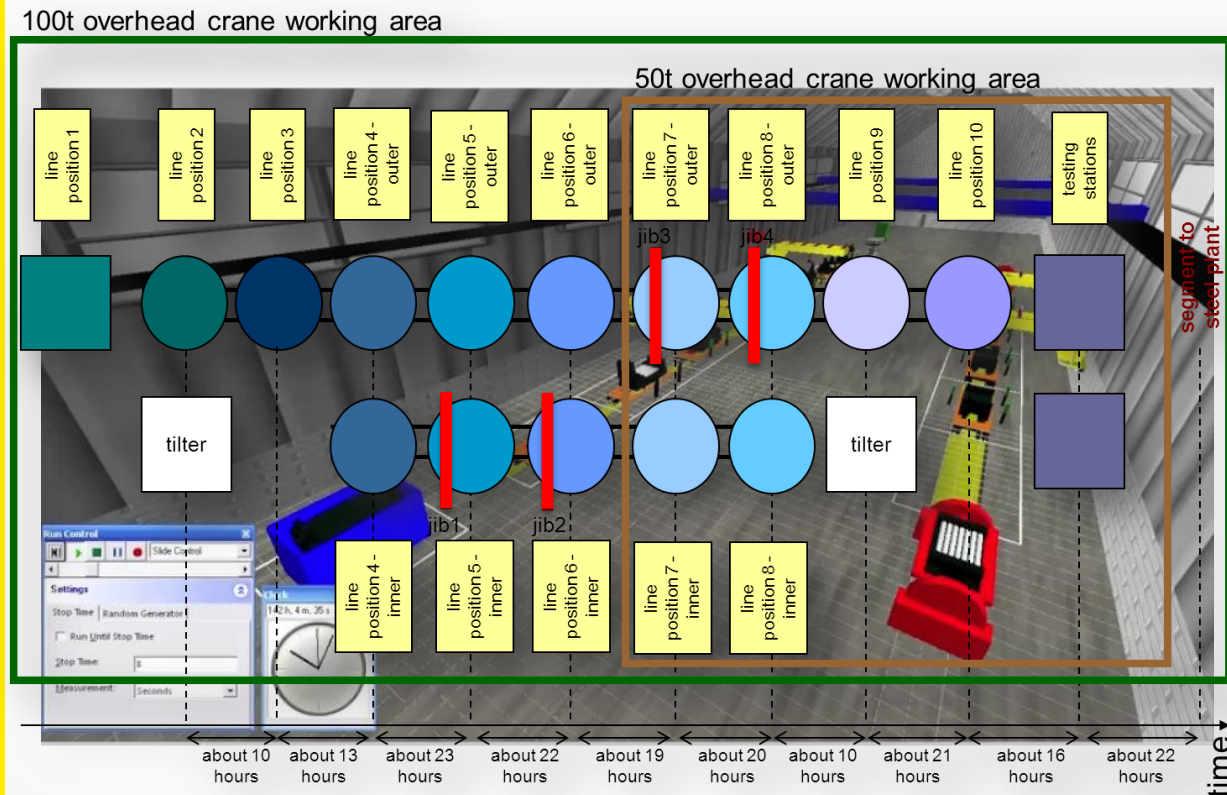 100t overhead crane working area
50t overhead crane working area
line
position 1
line
position 2
line
position 3
line
position 4 -
outer
line
position 5 -
outer
line
position 6 -
outer
line
position 7 -
outer
line
position 8 -
outer
line
position 9
line
position 10
testing
stations
jib3
jib4
segment to
steel plant
tilter
tilter
jib1
jib2
line
position 4 -
inner
line
position 5 -
inner
line
position 6 -
inner
line
position 7 -
inner
line
position 8 -
inner
Run Control
Slide Control
Settings
Stop Time
Random Generator
Run Until Stop Time
Stop Time:
Measurement:
Seconds
Clock
142 h, 4 m, 35 s
about 10
hours
about 13
hours
about 23
hours
about 22
hours
about 19
hours
about 20
hours
about 10
hours
about 21
hours
about 16
hours
about 22
hours
time